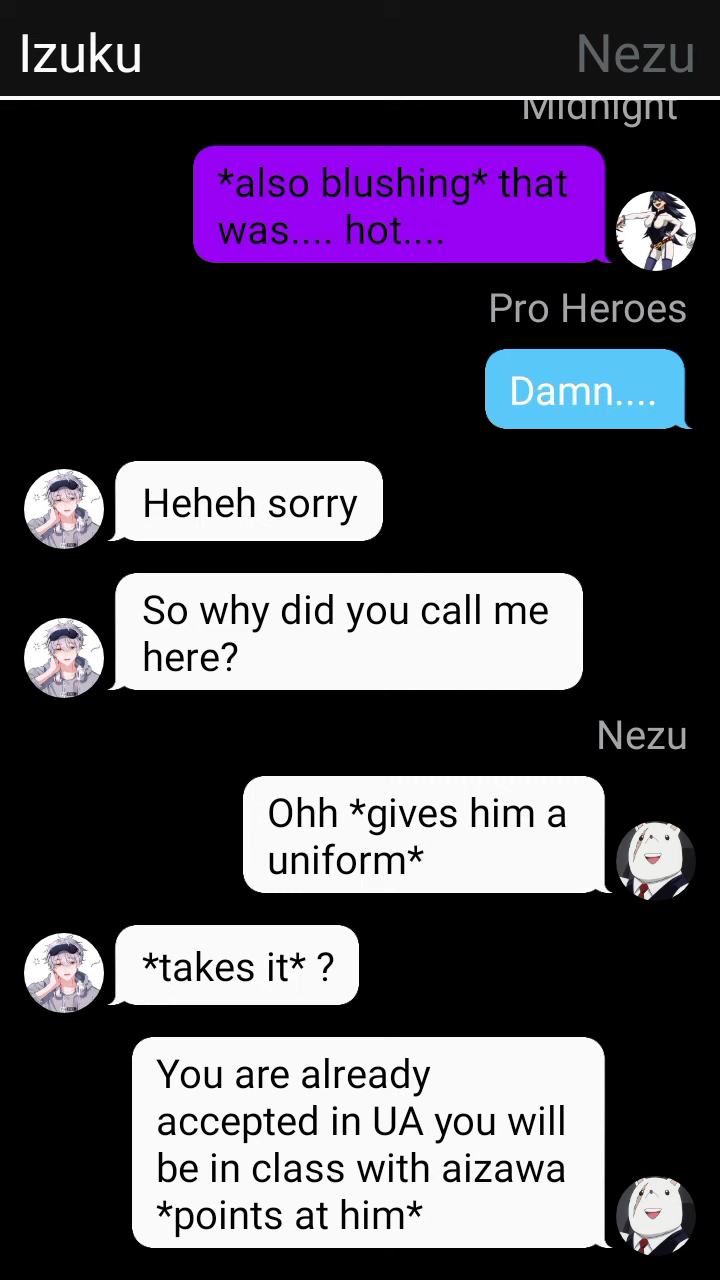 Izuku
Nezu
Midnight
*also blushing* that
was.... hot....
Pro Heroes
Damn....
Heheh sorry
So why did you call me
here?
Nezu
Ohh *gives him a
uniform*
*takes it* ?
You are already
accepted in UA you will
be in class with aizawa
*points at him*